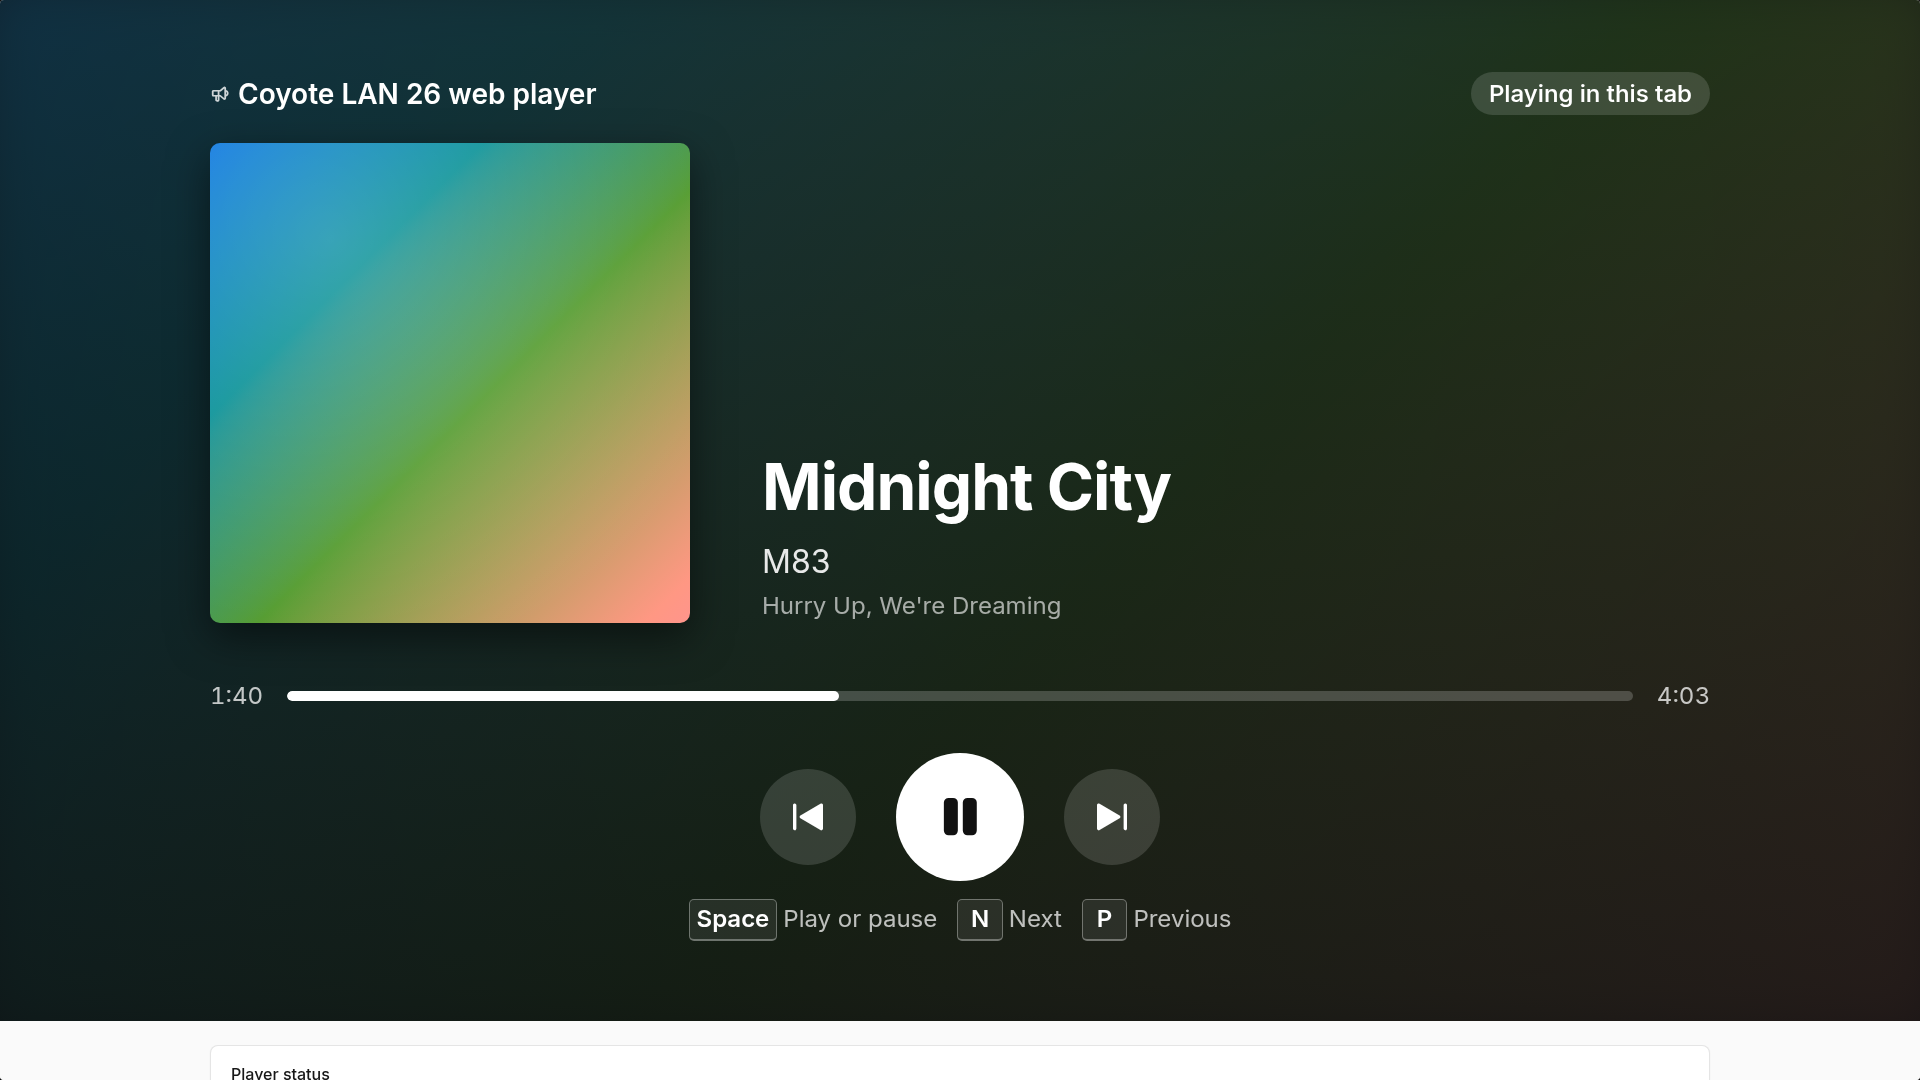 Coyote LAN 26 web player
Playing in this tab
Midnight City
M83
Hurry Up, We're Dreaming
1:40
4:03
Space Play or pause N Next P Previous
Player status